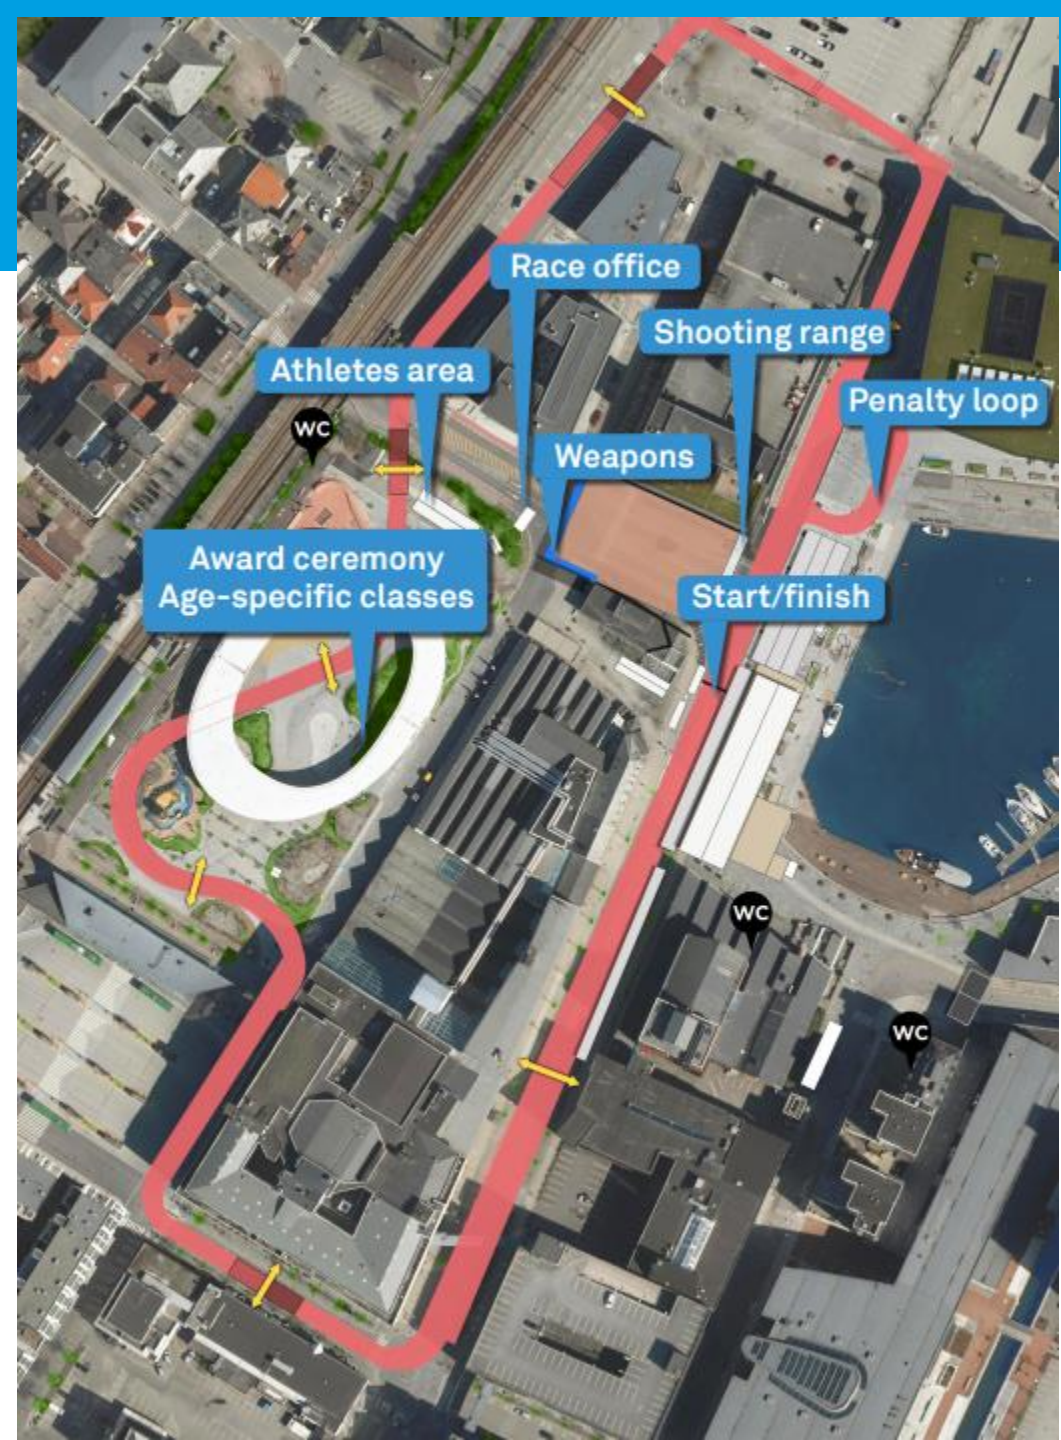 Race office
Shooting range
Athletes area
Penalty loop
WC
Weapons
Award ceremony
Age-specific classes
Start/finish
WC
WC